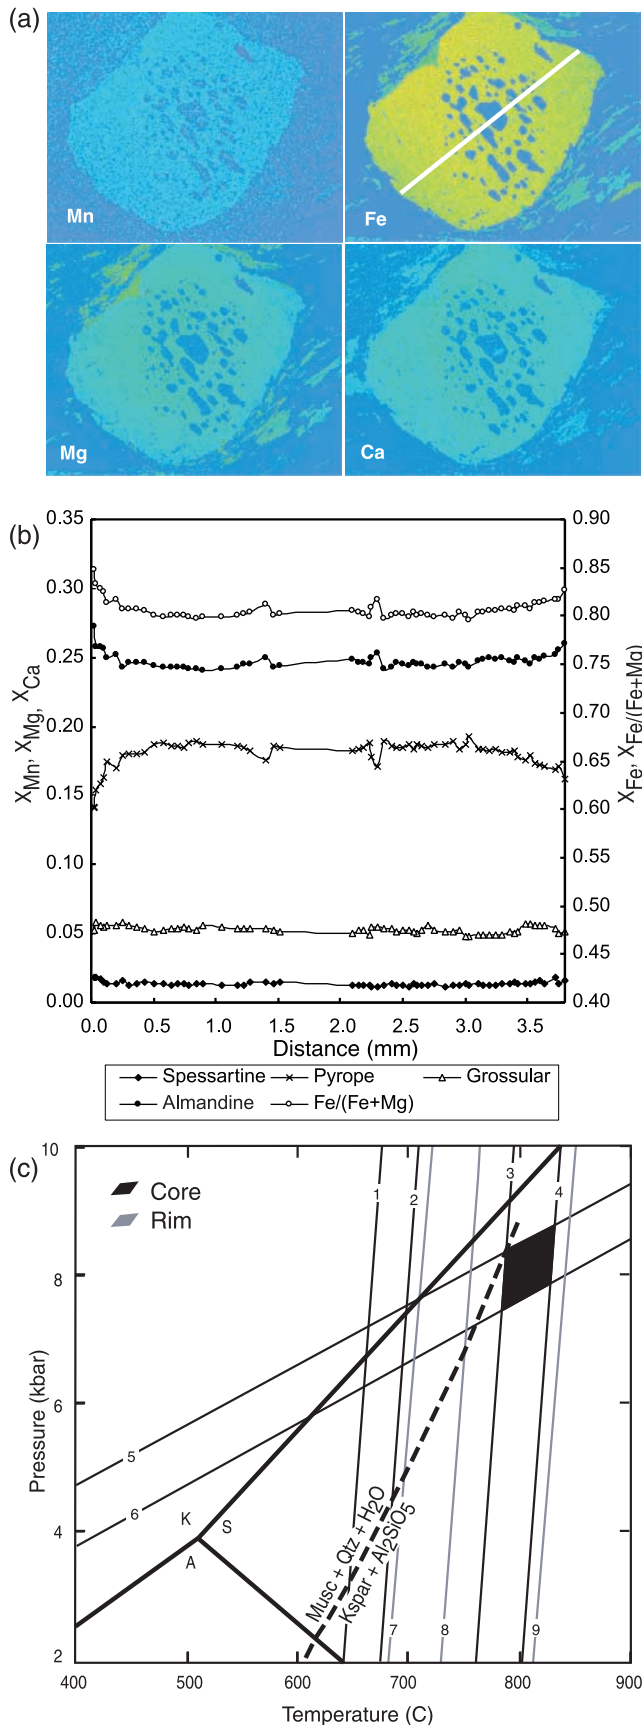 (a)
Mn
Fe
Mg
Ca
(b)
0.35
0.30
0.25
0.20
0.15
0.10
0.05
0.00
X_Mn, X_Mg, X_Ca
0.90
0.85
0.80
0.75
0.70
0.65
0.60
0.55
0.50
0.45
0.40
X_Fe, X_Fe/(Fe+Mg)
0.0 0.5 1.0 1.5 2.0 2.5 3.0 3.5
Distance (mm)
Spessartine Pyrope Grossular
Almandine Fe/(Fe+Mg)
(c)
Core
Rim
10
8
6
4
2
Pressure (kbar)
1
2
3
4
5
6
K
S
A
Musc + Qtz + H2O
Kspar + Al2SiO5
7
8
9
400 500 600 700 800 900
Temperature (C)